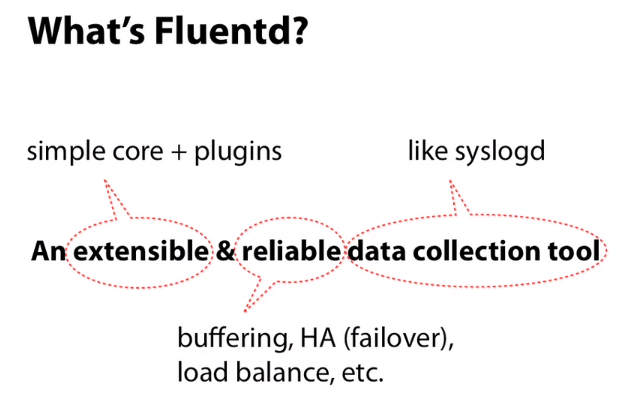 What's Fluentd?
simple core + plugins
like syslogd
An extensible & reliable data collection tool
buffering, HA (failover),
load balance, etc.